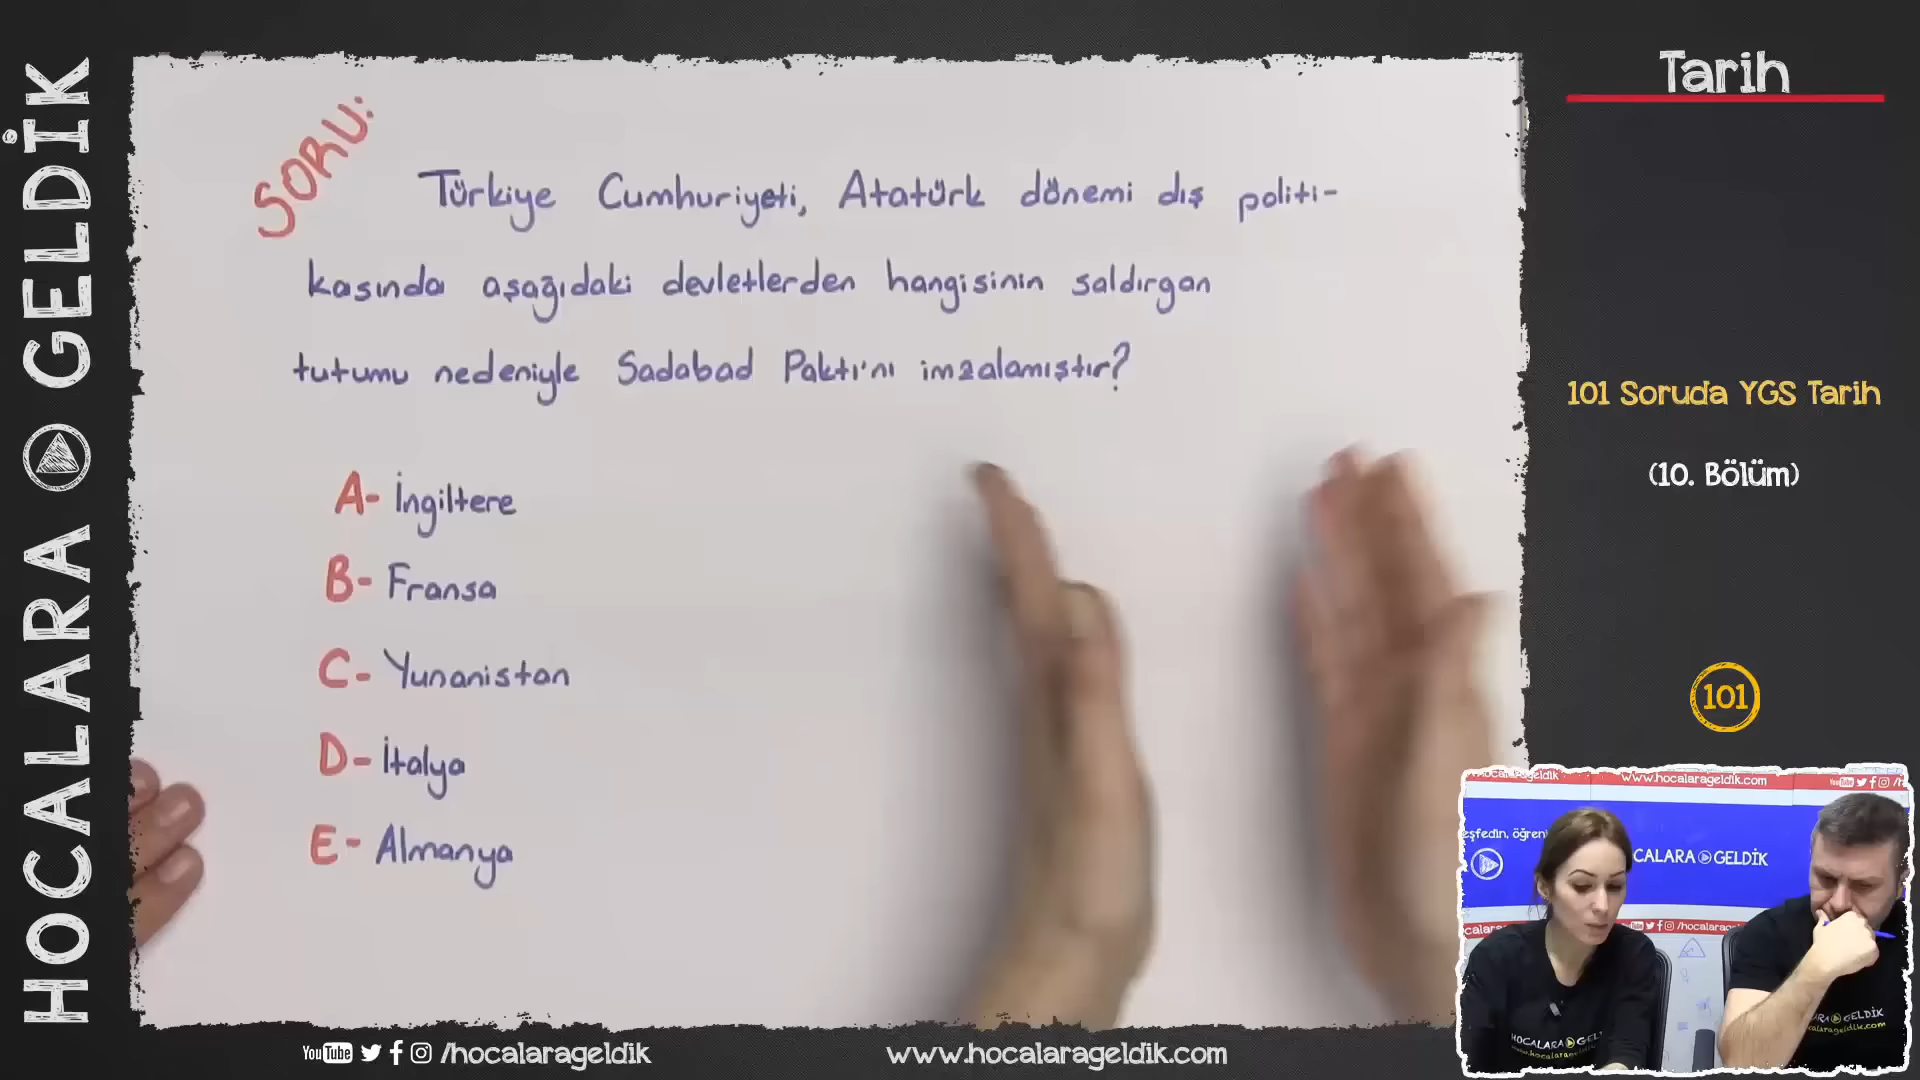 HOCALARA GELDİK
Tarih
SORU:
Türkiye Cumhuriyeti, Atatürk dönemi dış politi-
kasında aşağıdaki devletlerden hangisinin saldırgan
tutumu nedeniyle Sadabad Paktı'nı imzalamıştır?
A- İngiltere
B- Fransa
C- Yunanistan
D- İtalya
E- Almanya
101 Soruda YGS Tarih
(10. Bölüm)
101
www.hocalarageldik.com
CALARA GELDİK
YouTube /hocalarageldik
www.hocalarageldik.com